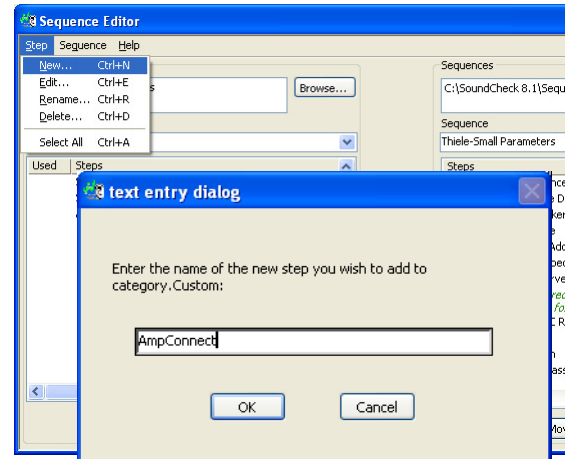 Sequence Editor
Step Sequence Help
New... Ctrl+N
Edit... Ctrl+E
Rename... Ctrl+R
Delete... Ctrl+D
Select All Ctrl+A
Browse...
Sequences
C:\SoundCheck 8.1\Sequ
Sequence
Thiele-Small Parameters
Used Steps
Steps
text entry dialog
Enter the name of the new step you wish to add to
category.Custom:
AmpConnect
OK Cancel